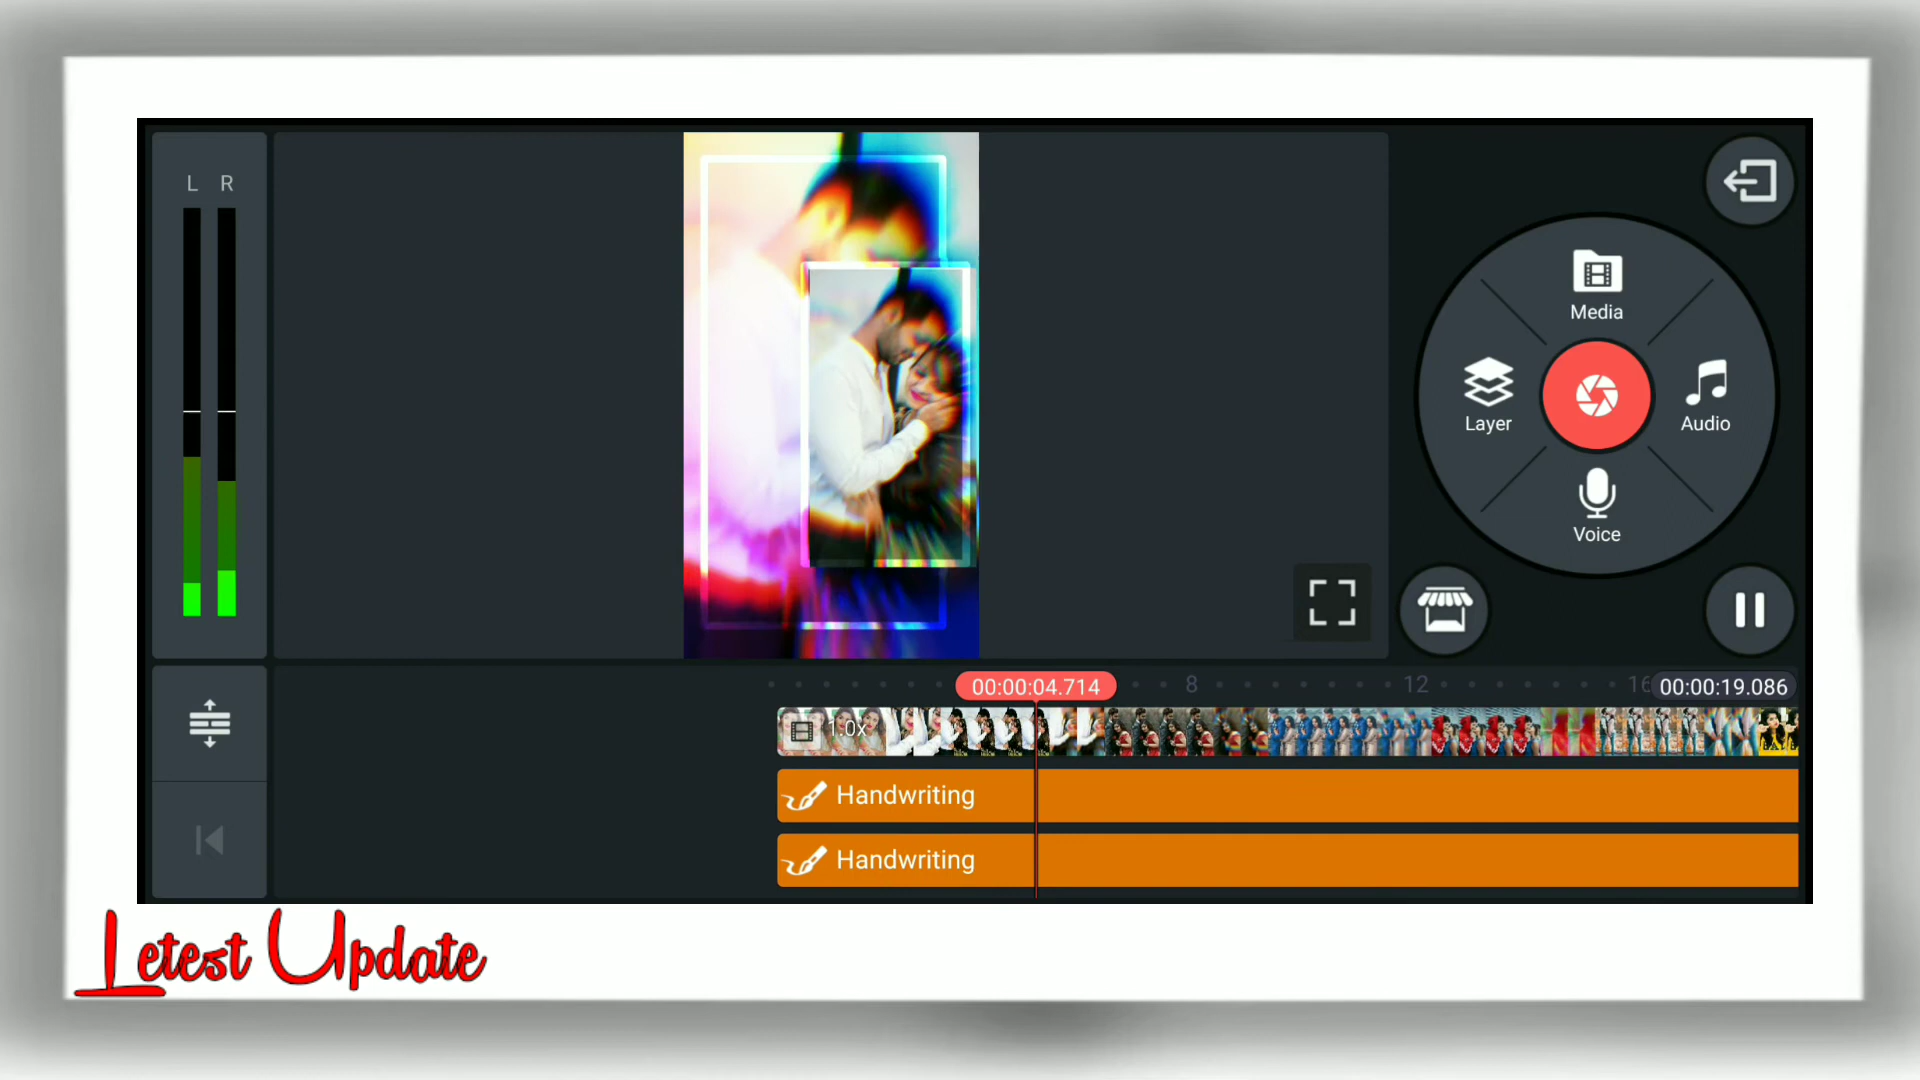 L R
Media
Layer
Audio
Voice
00:00:04.714
8
12
16
00:00:19.086
1.0x
Handwriting
Handwriting
Letest Update